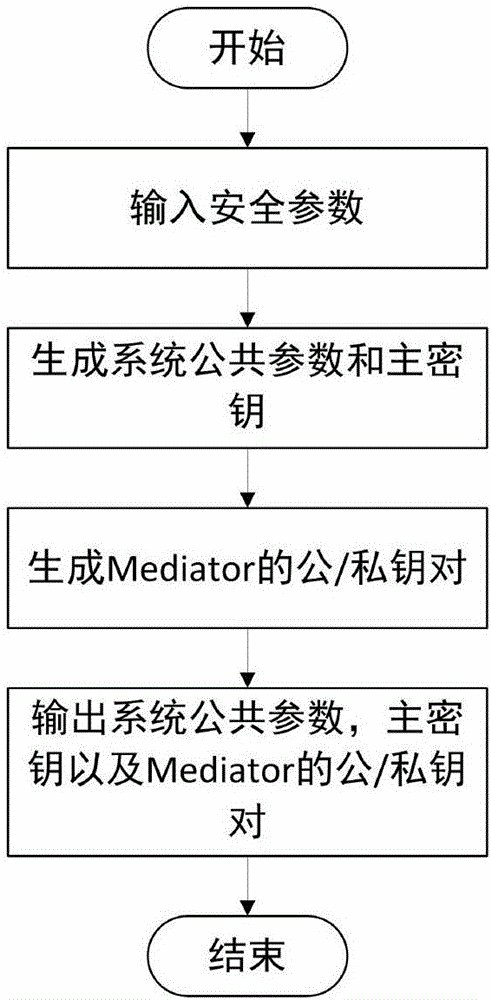 开始
输入安全参数
生成系统公共参数和主密
钥
生成Mediator的公/私钥对
输出系统公共参数，主密
钥以及Mediator的公/私钥
对
结束